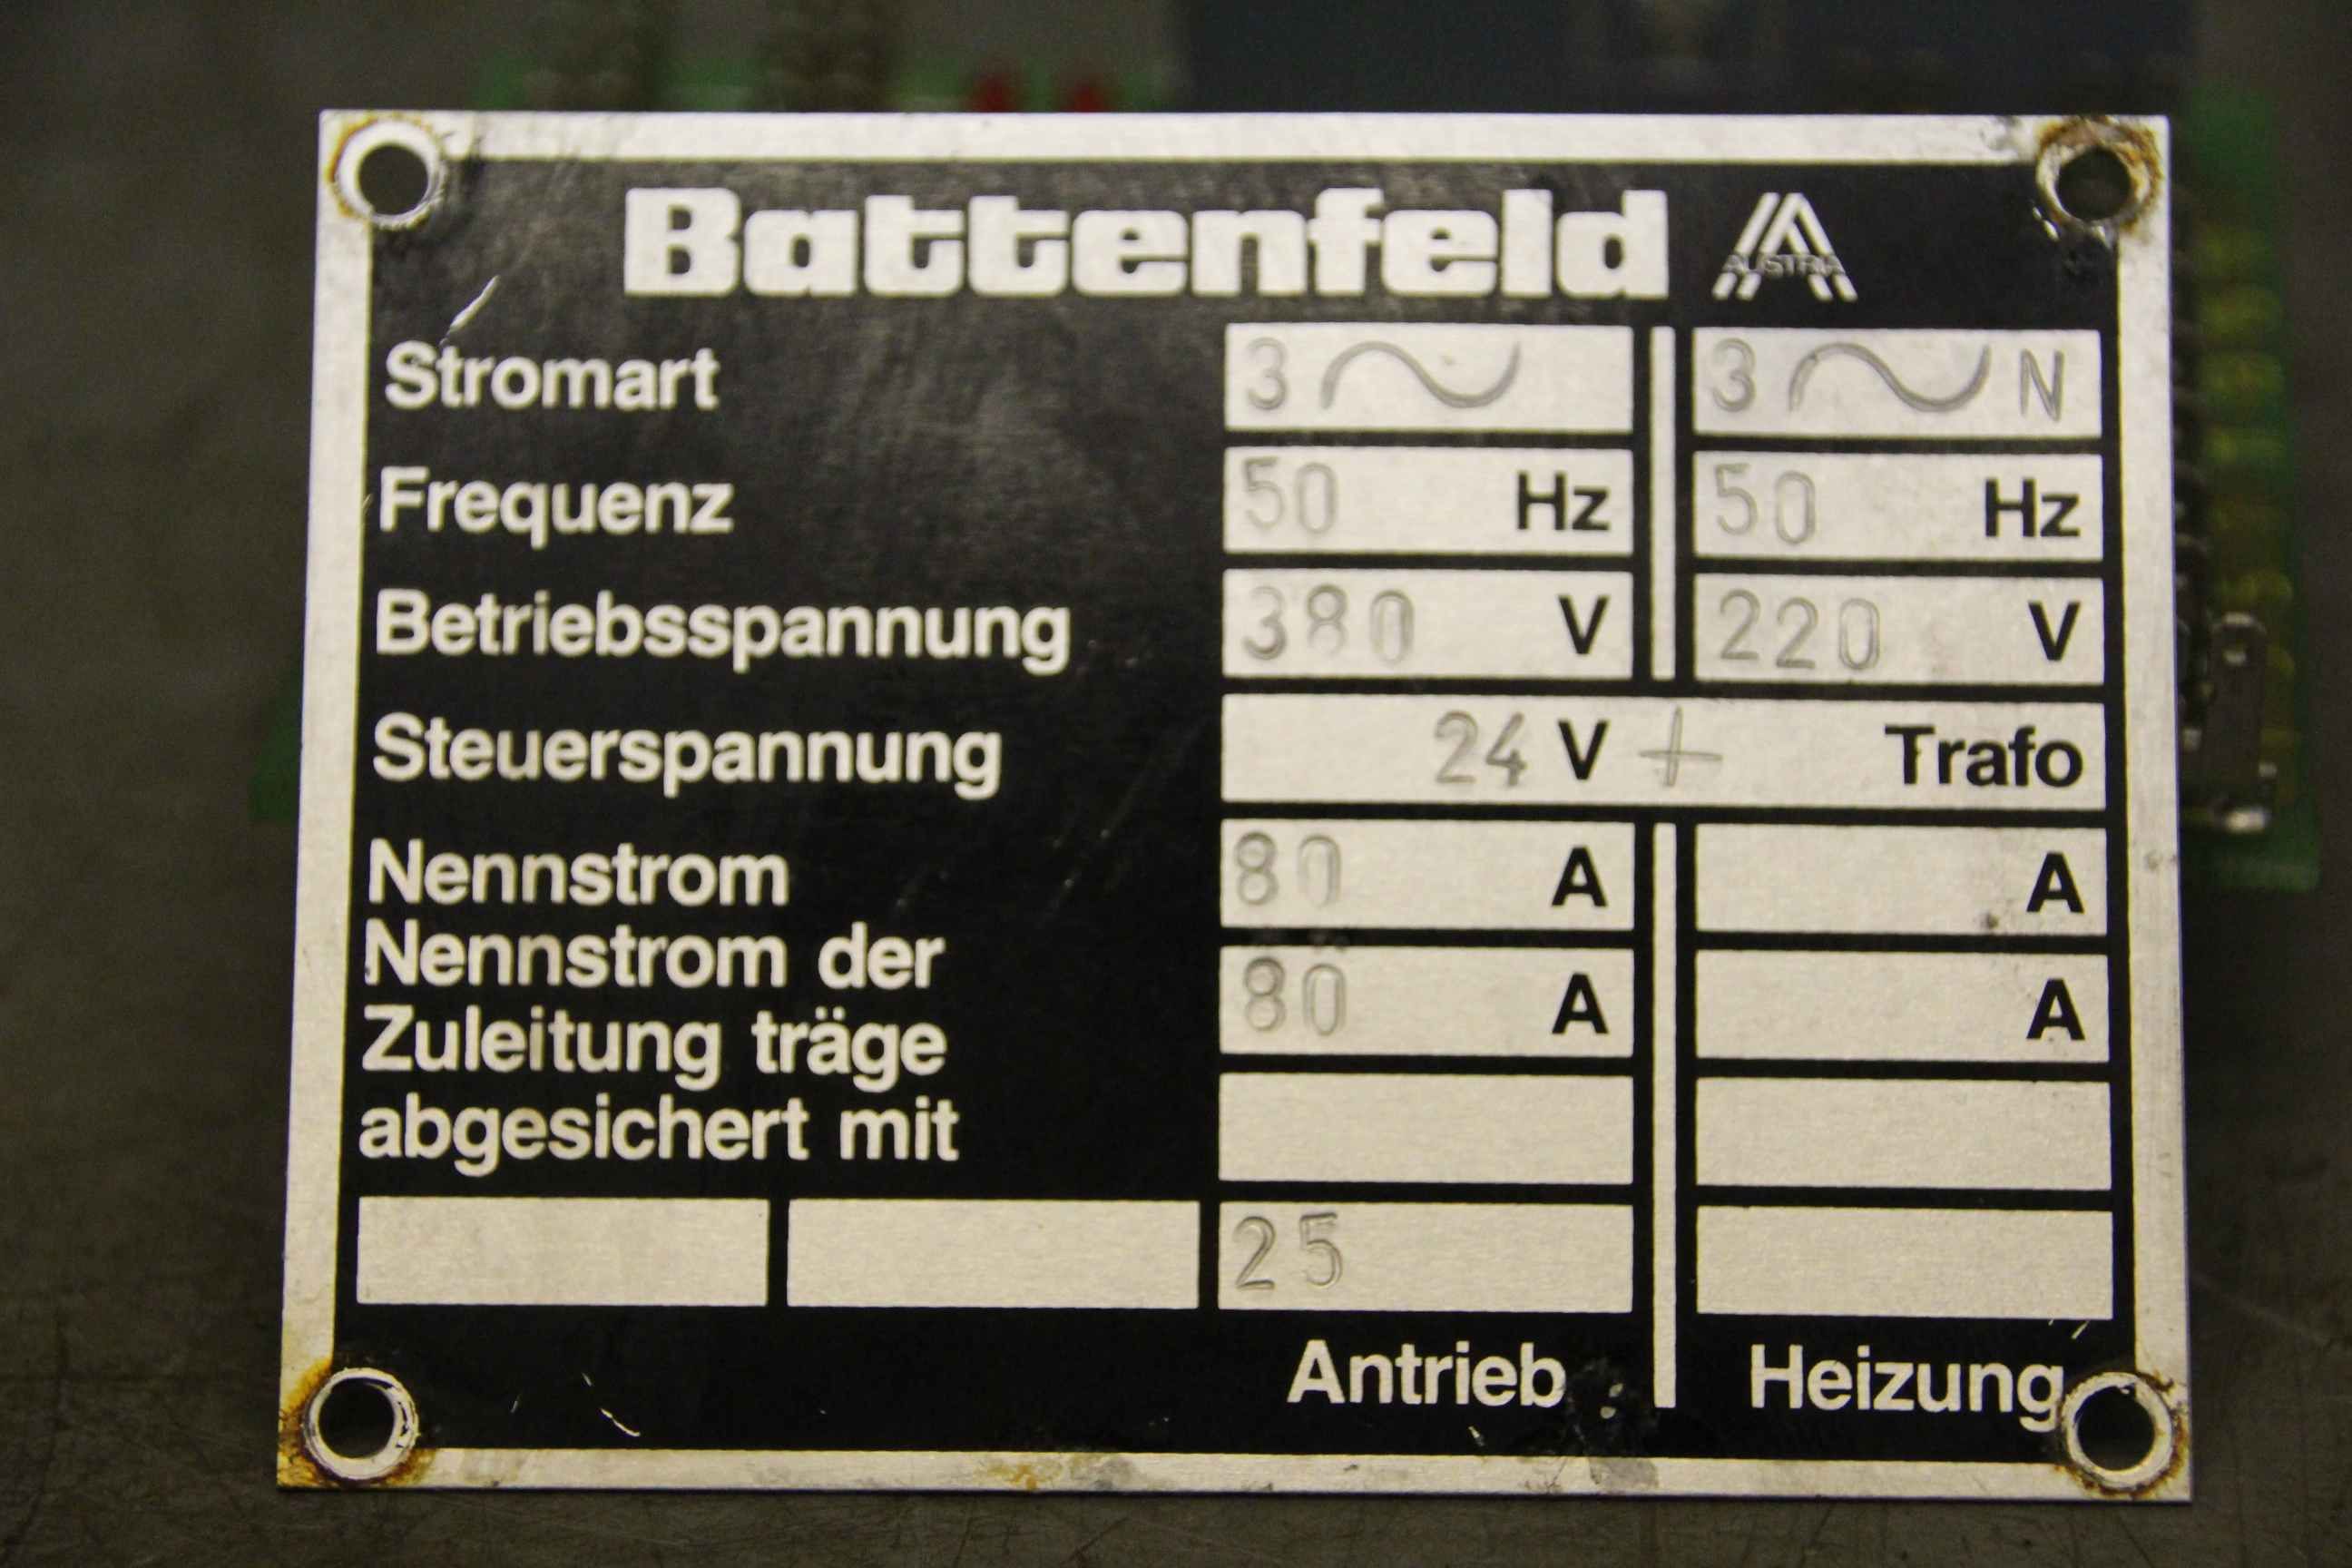 Battenfeld AUSTRIA
Stromart 3 ~ 3 ~ N
Frequenz 50 Hz 50 Hz
Betriebsspannung 380 V 220 V
Steuerspannung 24 V + Trafo
Nennstrom 80 A A
Nennstrom der 80 A A
Zuleitung träge
abgesichert mit
25
Antrieb Heizung